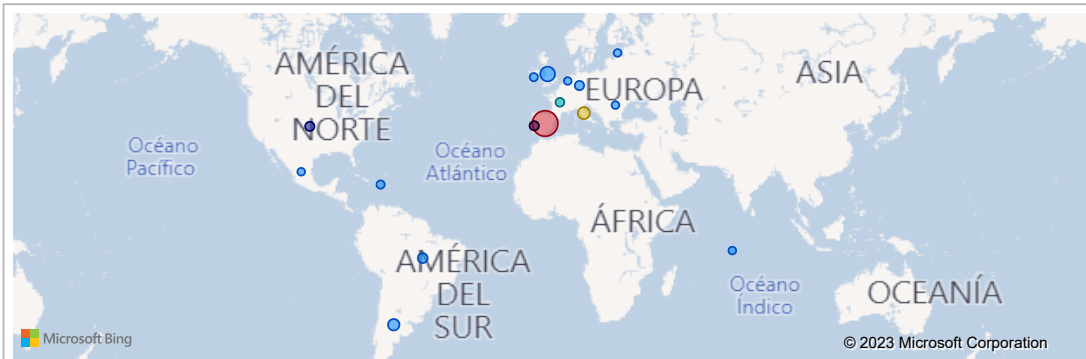 AMÉRICA
DEL
NORTE
EUROPA
ASIA
Océano
Pacífico
Océano
Atlántico
ÁFRICA
AMÉRICA
DEL
SUR
Océano
Índico
OCEANÍA
Microsoft Bing
© 2023 Microsoft Corporation